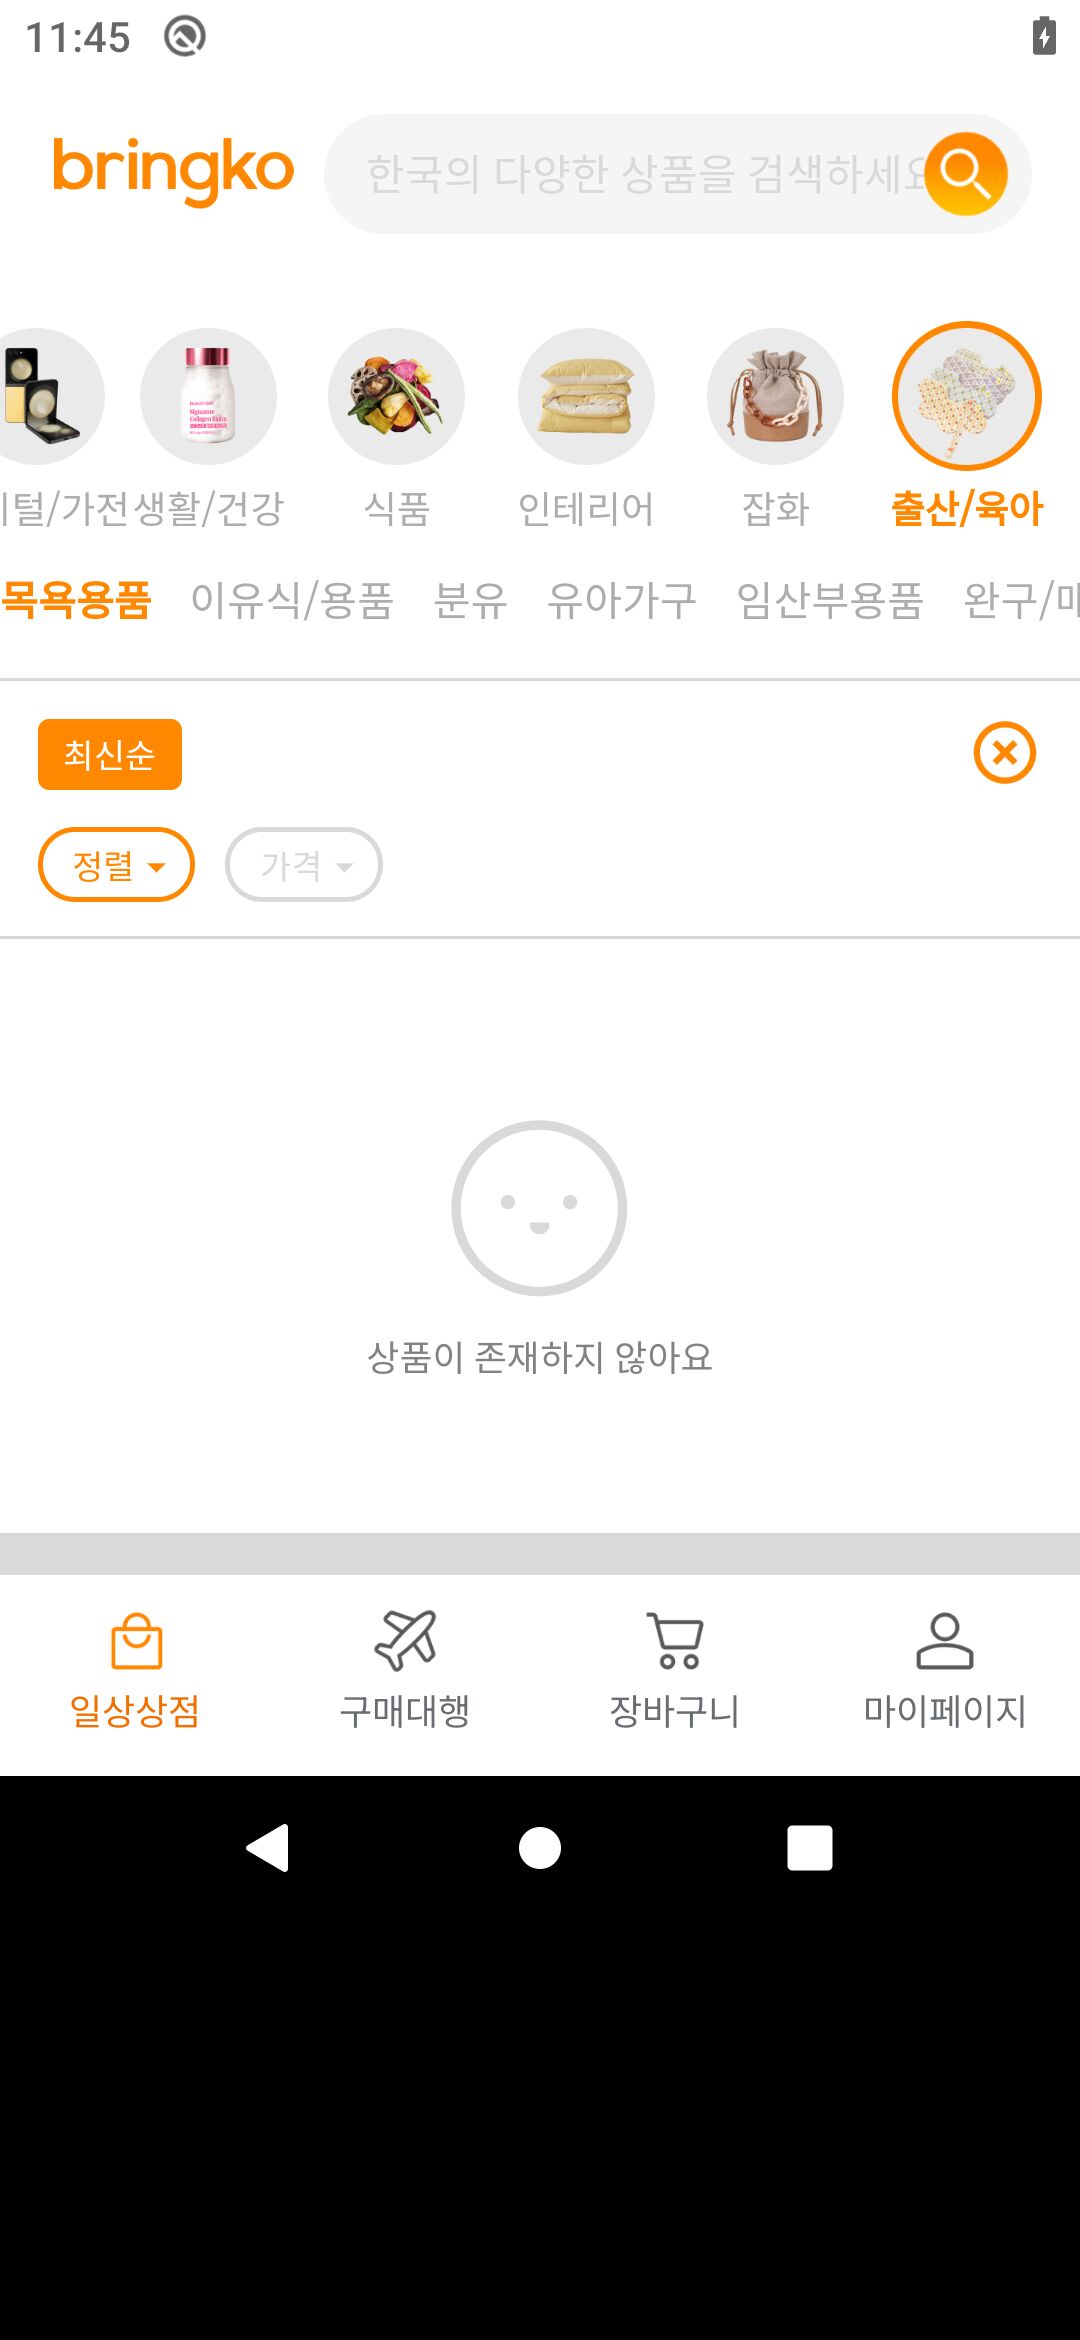 11:45
bringko
한국의 다양한 상품을 검색하세요
털/가전 생활/건강 식품 인테리어 잡화 출산/육아
목욕용품 이유식/용품 분유 유아가구 임산부용품 완구/
최신순
정렬 가격
상품이 존재하지 않아요
일상상점 구매대행 장바구니 마이페이지